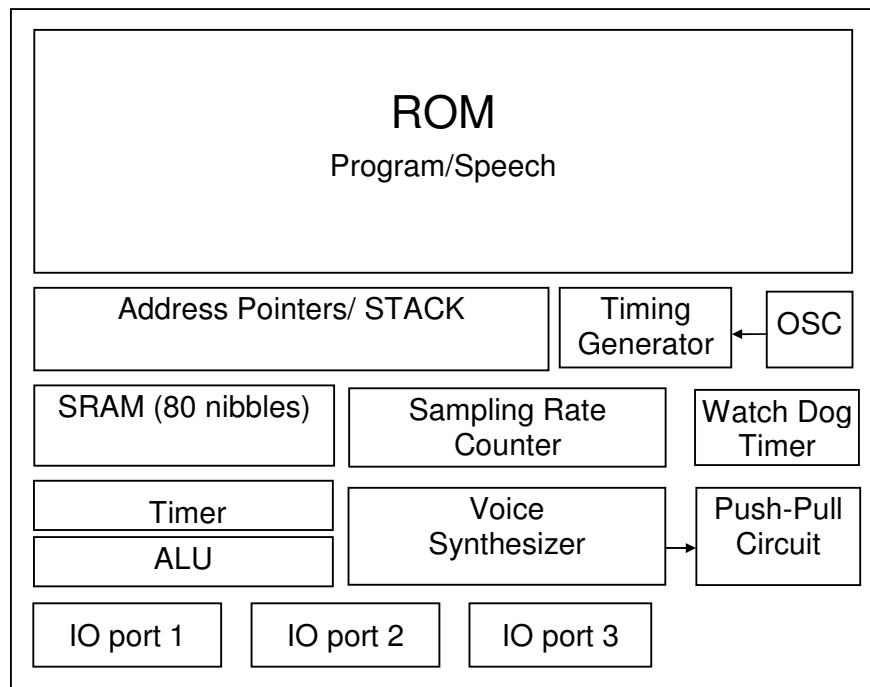 ROM
Program/Speech
Address Pointers/ STACK
Timing
Generator
OSC
SRAM (80 nibbles)
Sampling Rate
Counter
Watch Dog
Timer
Timer
ALU
Voice
Synthesizer
Push-Pull
Circuit
IO port 1
IO port 2
IO port 3